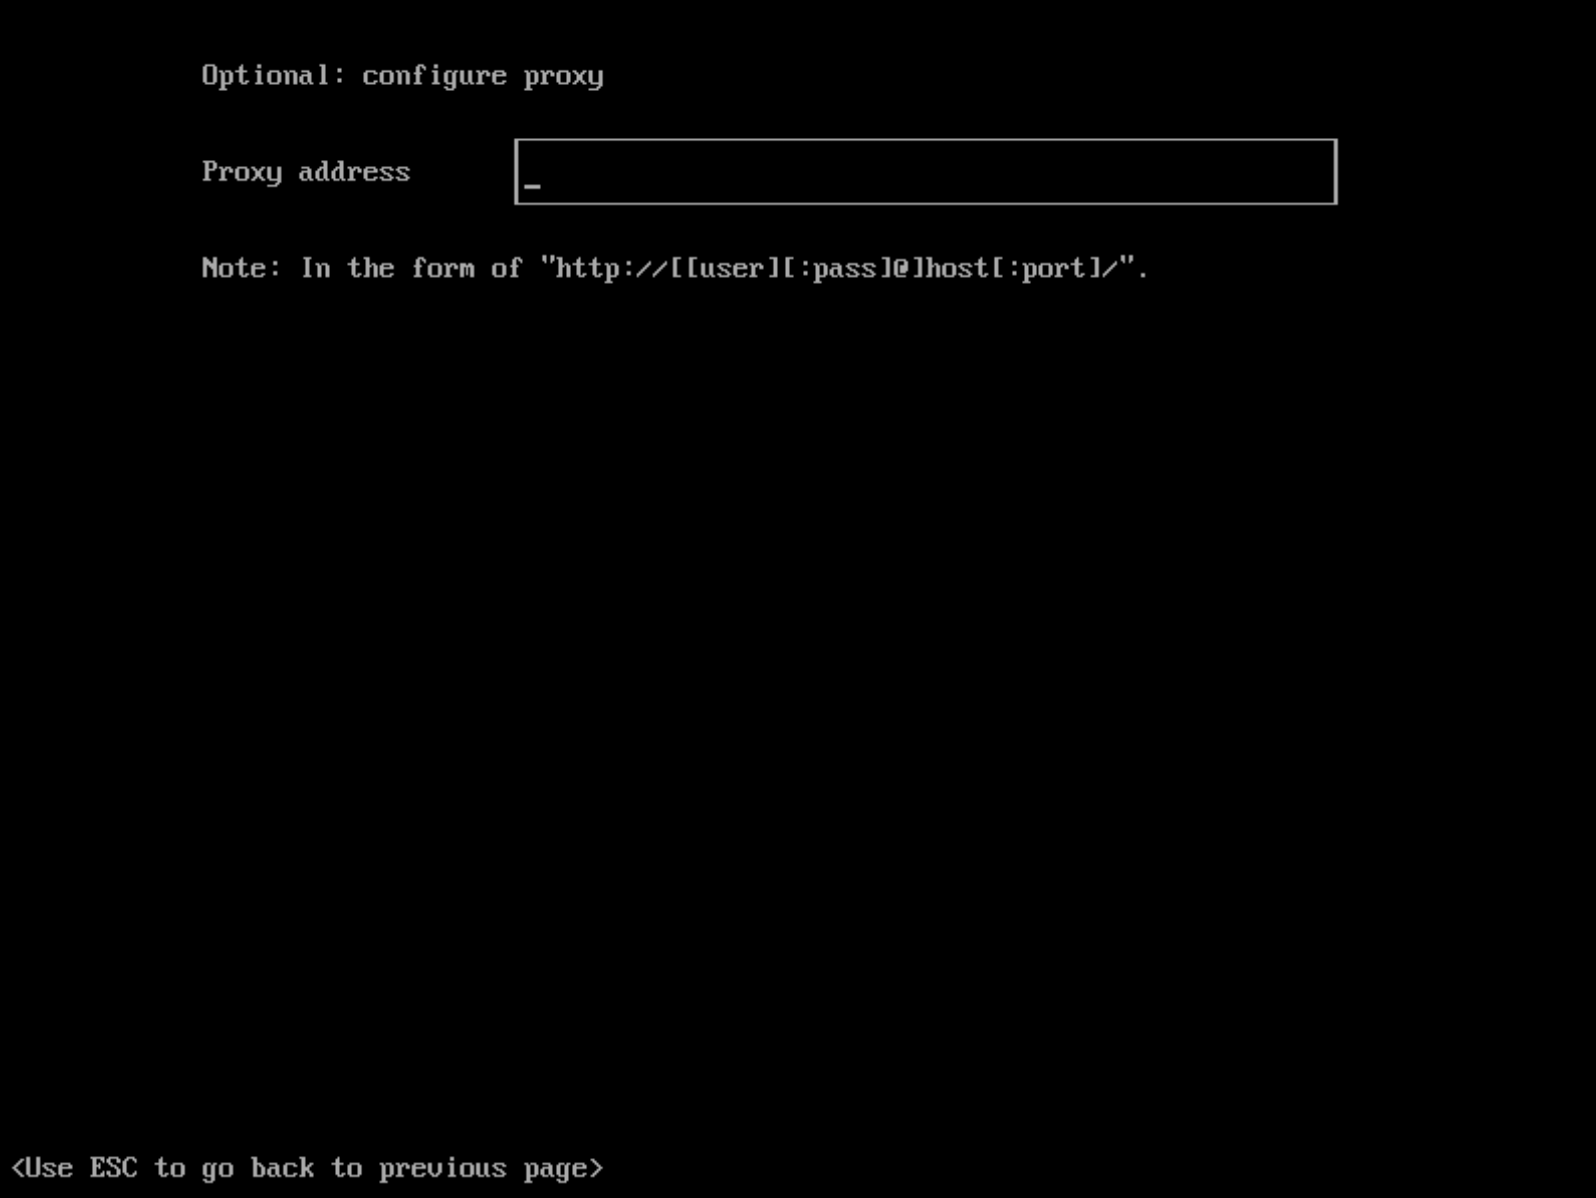 Optional: configure proxy
Proxy address
Note: In the form of "http://[[user][:pass]@]host[:port]/".
<Use ESC to go back to previous page>